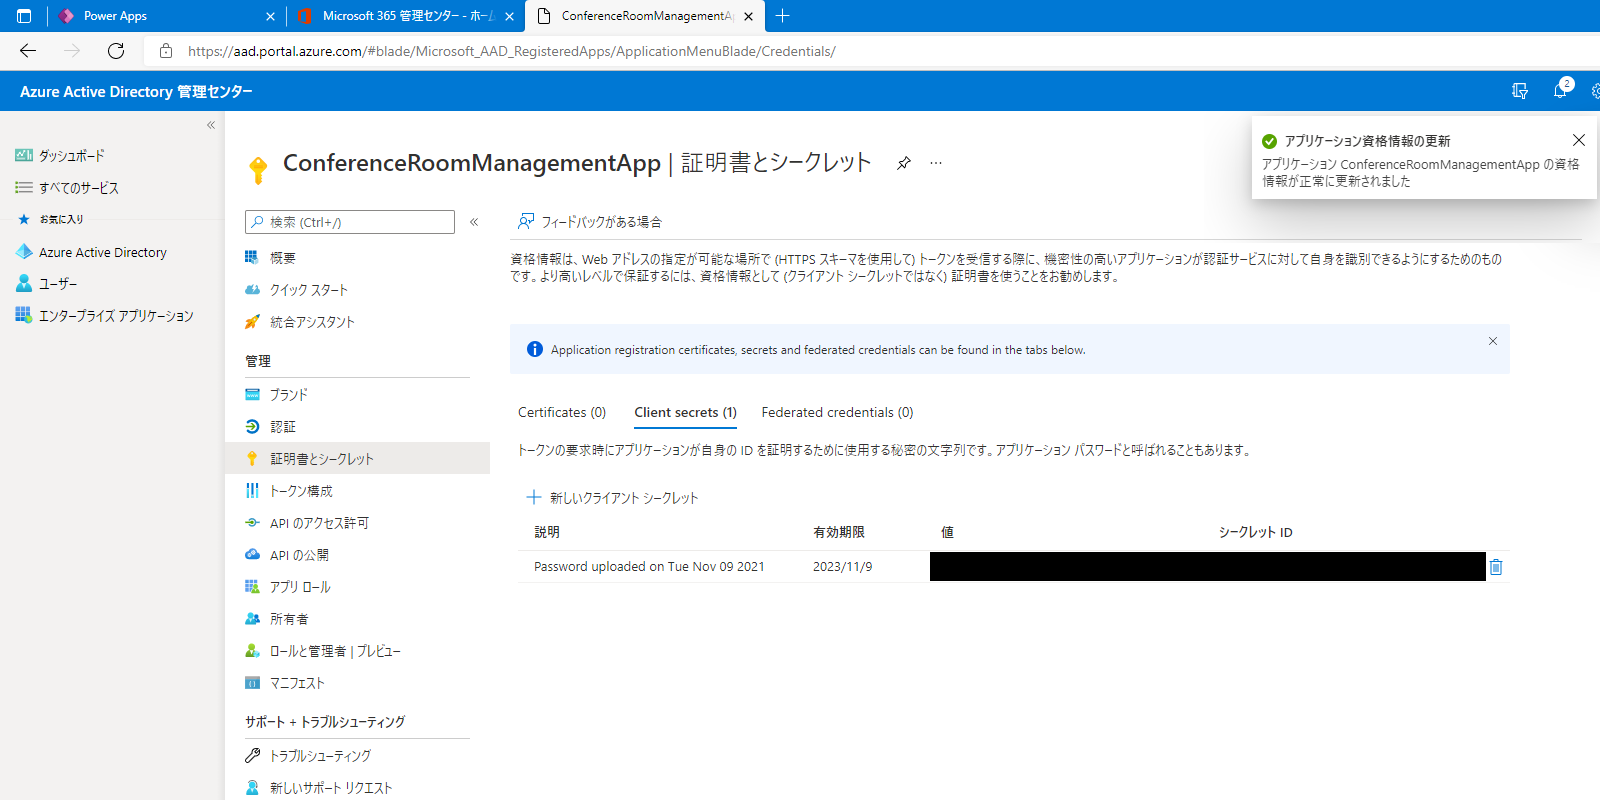 Power Apps
Microsoft 365 管理センター - ホーム
ConferenceRoomManagementAp
https://aad.portal.azure.com/#blade/Microsoft_AAD_RegisteredApps/ApplicationMenuBlade/Credentials/
Azure Active Directory 管理センター
2
ダッシュボード
すべてのサービス
お気に入り
Azure Active Directory
ユーザー
エンタープライズ アプリケーション
ConferenceRoomManagementApp | 証明書とシークレット
アプリケーション資格情報の更新
アプリケーション ConferenceRoomManagementApp の資格
情報が正常に更新されました
検索 (Ctrl+/)
概要
クイック スタート
統合アシスタント
管理
ブランド
認証
証明書とシークレット
トークン構成
API のアクセス許可
API の公開
アプリ ロール
所有者
ロールと管理者 | プレビュー
マニフェスト
サポート + トラブルシューティング
トラブルシューティング
新しいサポート リクエスト
フィードバックがある場合
資格情報は、Web アドレスの指定が可能な場所で (HTTPS スキーマを使用して) トークンを受信する際に、機密性の高いアプリケーションが認証サービスに対して自身を識別できるようにするためのもの
です。より高いレベルで保証するには、資格情報として (クライアント シークレットではなく) 証明書を使うことをお勧めします。
Application registration certificates, secrets and federated credentials can be found in the tabs below.
Certificates (0)
Client secrets (1)
Federated credentials (0)
トークンの要求時にアプリケーションが自身の ID を証明するために使用する秘密の文字列です。アプリケーション パスワードと呼ばれることもあります。
新しいクライアント シークレット
説明 有効期限 値 シークレット ID
Password uploaded on Tue Nov 09 2021 2023/11/9